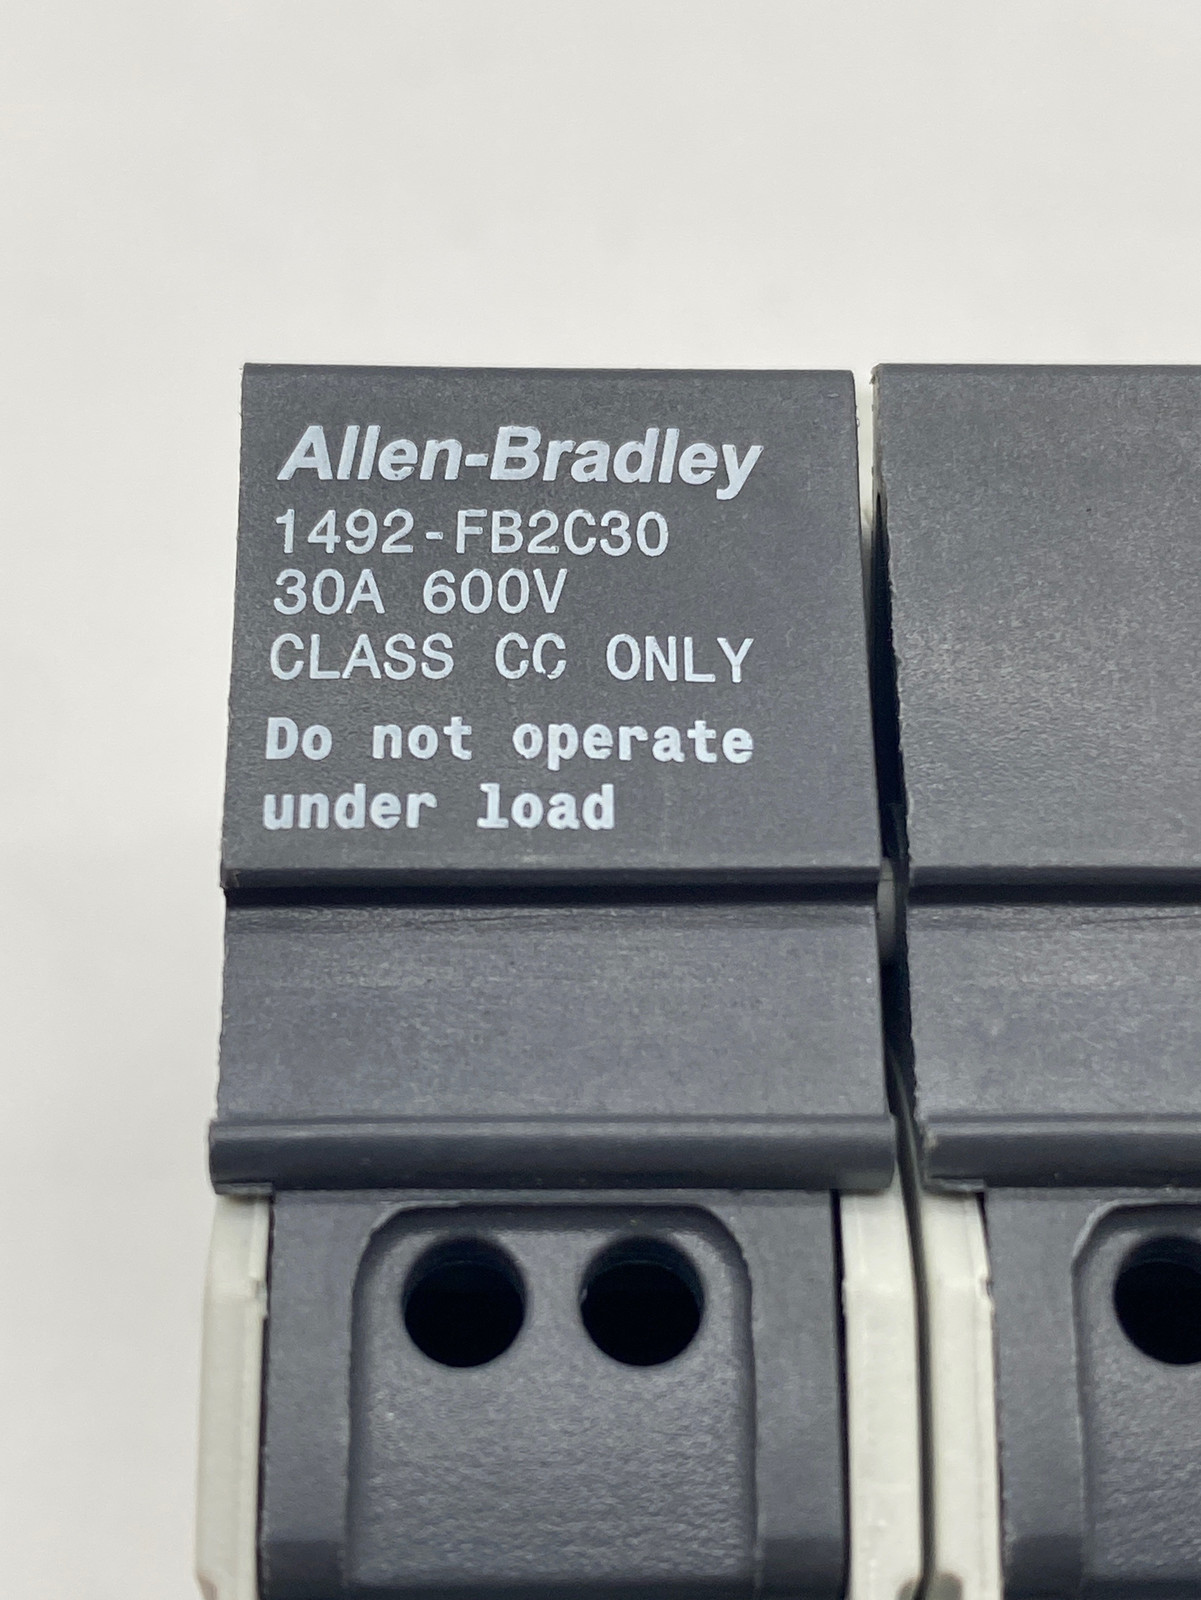 Allen-Bradley
1492-FB2C30
30A 600V
CLASS CC ONLY
Do not operate
under load